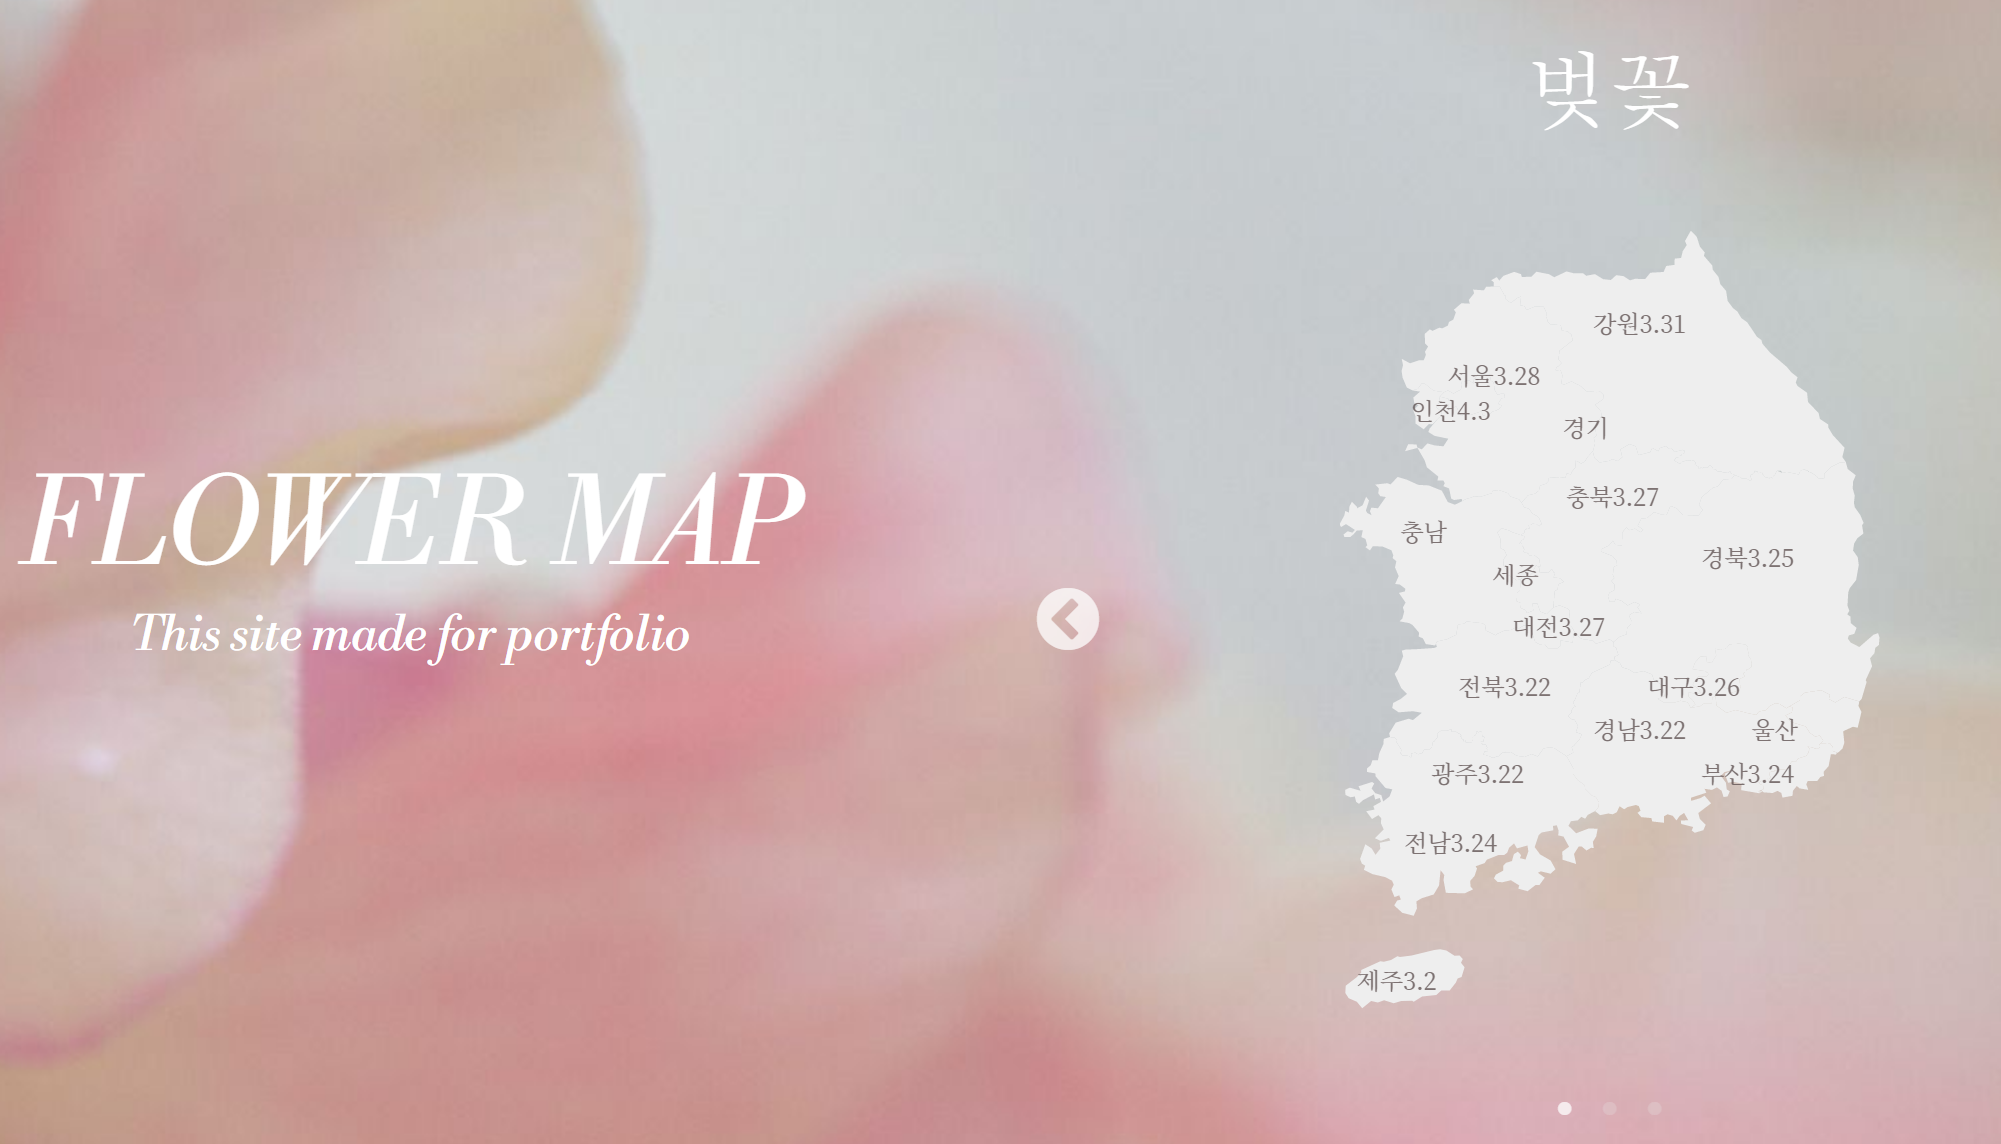 벚꽃
FLOWER MAP
This site made for portfolio
강원3.31
서울3.28
인천4.3
경기
충북3.27
충남
경북3.25
세종
대전3.27
전북3.22
대구3.26
경남3.22
울산
광주3.22
부산3.24
전남3.24
제주3.2